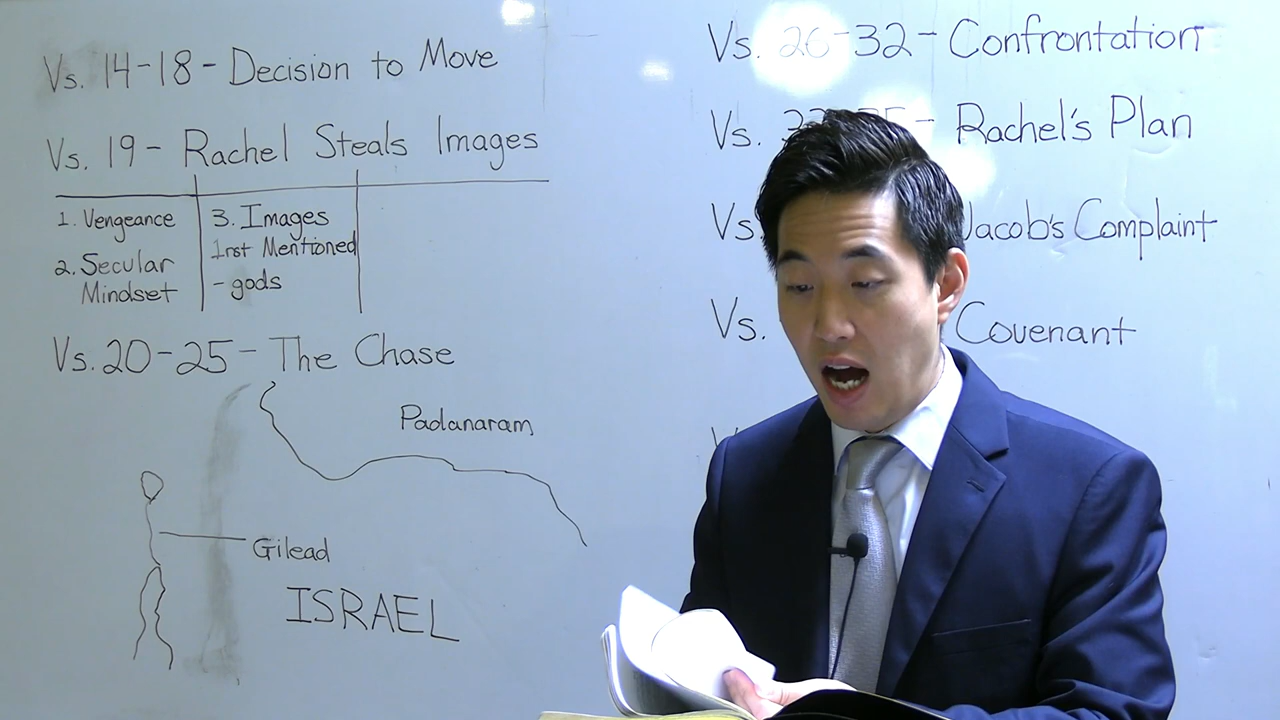 Vs. 14-18- Decision to Move
Vs. 19- Rachel Steals Images
1. Vengeance
2. Secular
Mindset
3. Images
1rst Mentioned
- gods
Vs. 20-25- The Chase
Padanaram
Gilead
ISRAEL
Vs. 26-32- Confrontation
Vs. Rachel's Plan
Vs. Jacob's Complaint
Vs. Covenant